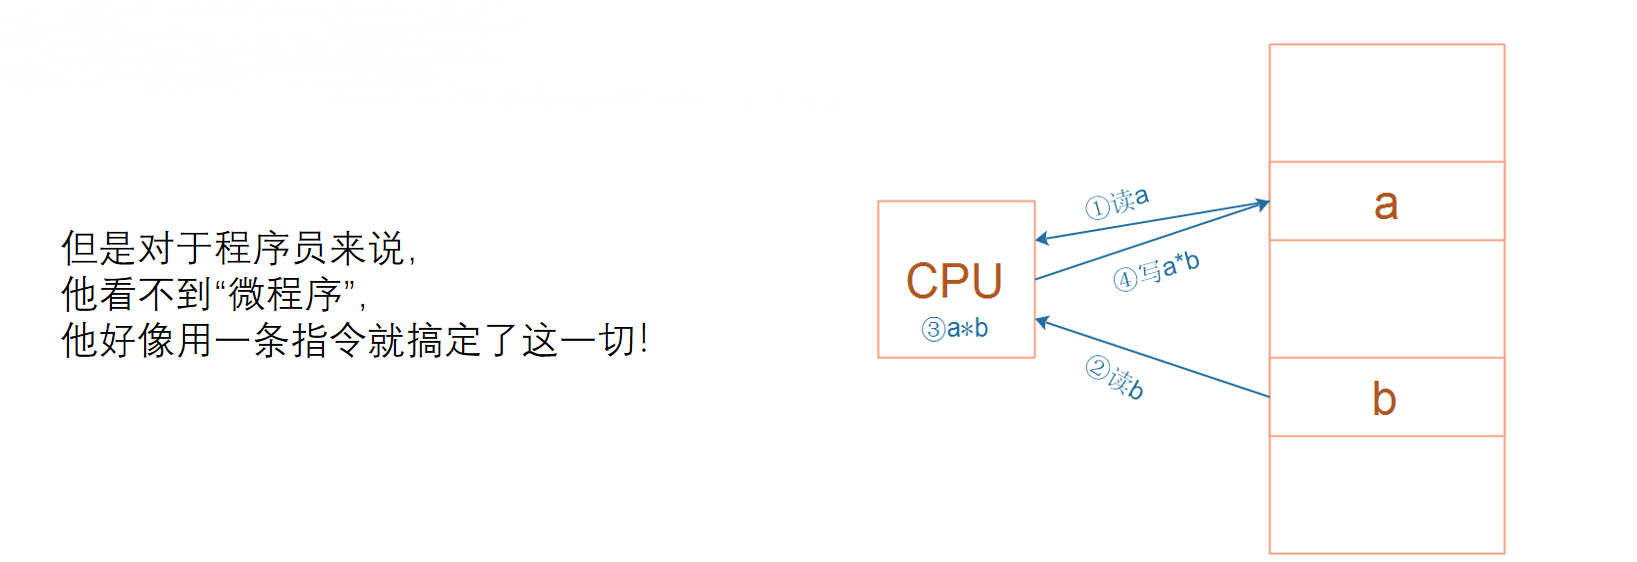 但是对于程序员来说,
他看不到“微程序”,
他好像用一条指令就搞定了这一切!
①读a
a
④写a*b
CPU
③a*b
②读b
b